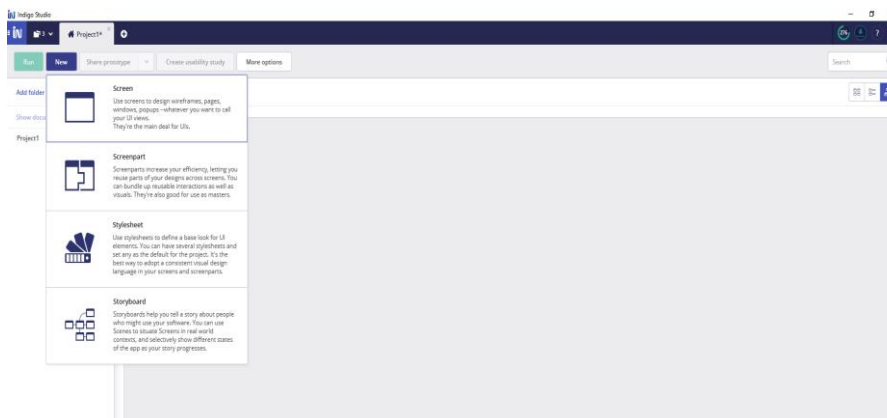 Indigo Studio
3
Project1*
?
Run
New
Share prototype
Create usability study
More options
Search
Add folder
Show docu
Project1
Screen
Use screens to design wireframes, pages,
windows, popups --whatever you want to call
your UI views.
They're the main deal for UIs.
Screenpart
Screenparts increase your efficiency, letting you
reuse parts of your designs across screens. You
can bundle up reusable interactions as well as
visuals. They're also good for use as masters.
Stylesheet
Use stylesheets to define a base look for UI
elements. You can have several stylesheets and
set any as the default for the project. It's the
best way to adopt a consistent visual design
language in your screens and screenparts.
Storyboard
Storyboards help you tell a story about people
who might use your software. You can use
Scenes to situate Screens in real-world
contexts, and selectively show different states
of the app as your story progresses.